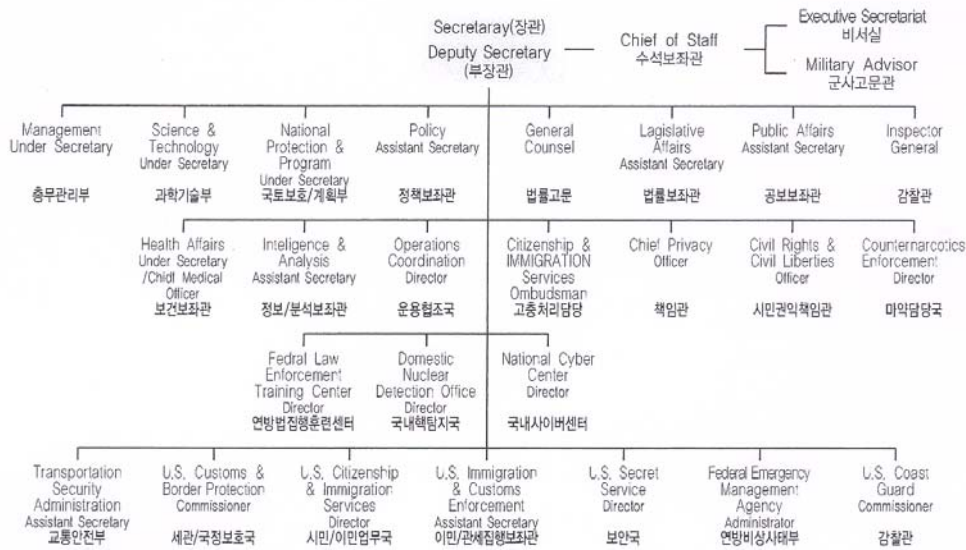 Secretaray(장관)
Deputy Secretary
(부장관)
Chief of Staff
수석보좌관
Executive Secretariat
비서실
Military Advisor
군사고문관
Management
Under Secretary
총무관리부
Science &
Technology
Under Secretary
과학기술부
National
Protection &
Program
Under Secretary
국토보호/계획부
Policy
Assistant Secretary
정책보좌관
General
Counsel
법률고문
Lagislative
Affairs
Assistant Secretary
법률보좌관
Public Affairs
Assistant Secretary
공보보좌관
Inspector
General
감찰관
Health Affairs
Under Secretary
/Chidt Medical
Officer
보건보좌관
Inteligence &
Analysis
Assistant Secretary
정보/분석보좌관
Operations
Coordination
Director
운용협조국
Citizenship &
IMMIGRATION
Services
Ombudsman
고충처리담당
Chief Privacy
Officer
책임관
Civil Rights &
Civil Liberties
Officer
시민권익책임관
Counternarcotics
Enforcement
Director
마약담당국
Fedral Law
Enforcement
Training Center
Director
연방법집행훈련센터
Domestic
Nuclear
Detection Office
Director
국내핵탐지국
National Cyber
Center
Director
국내사이버센터
Transportation
Security
Administration
Assistant Secretary
교통안전부
U.S. Customs &
Border Protection
Commissioner
세관/국정보호국
U.S. Citizenship
& Immigration
Services
Director
시민/이민업무국
U.S. Immigration
& Customs
Enforcement
Assistant Secretary
이민/관세집행보좌관
U.S. Secret
Service
Director
보안국
Federal Emergency
Management
Agency
Administrator
연방비상사태부
U.S. Coast
Guard
Commissioner
감찰관